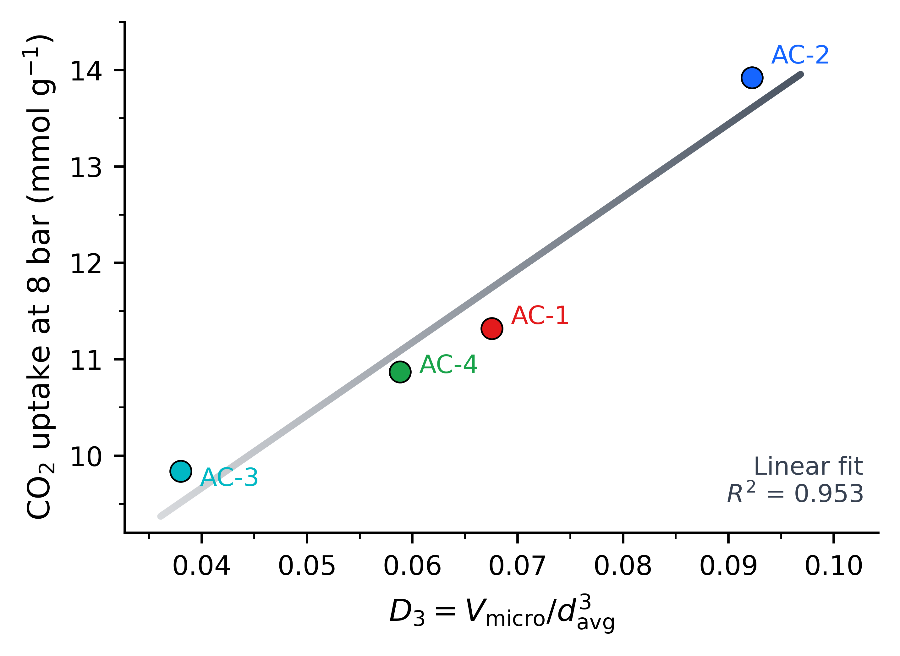 CO₂ uptake at 8 bar (mmol g⁻¹)
14
13
12
11
10
AC-2
AC-1
AC-4
AC-3
Linear fit
R² = 0.953
0.04 0.05 0.06 0.07 0.08 0.09 0.10
D₃ = V_micro/d³_avg